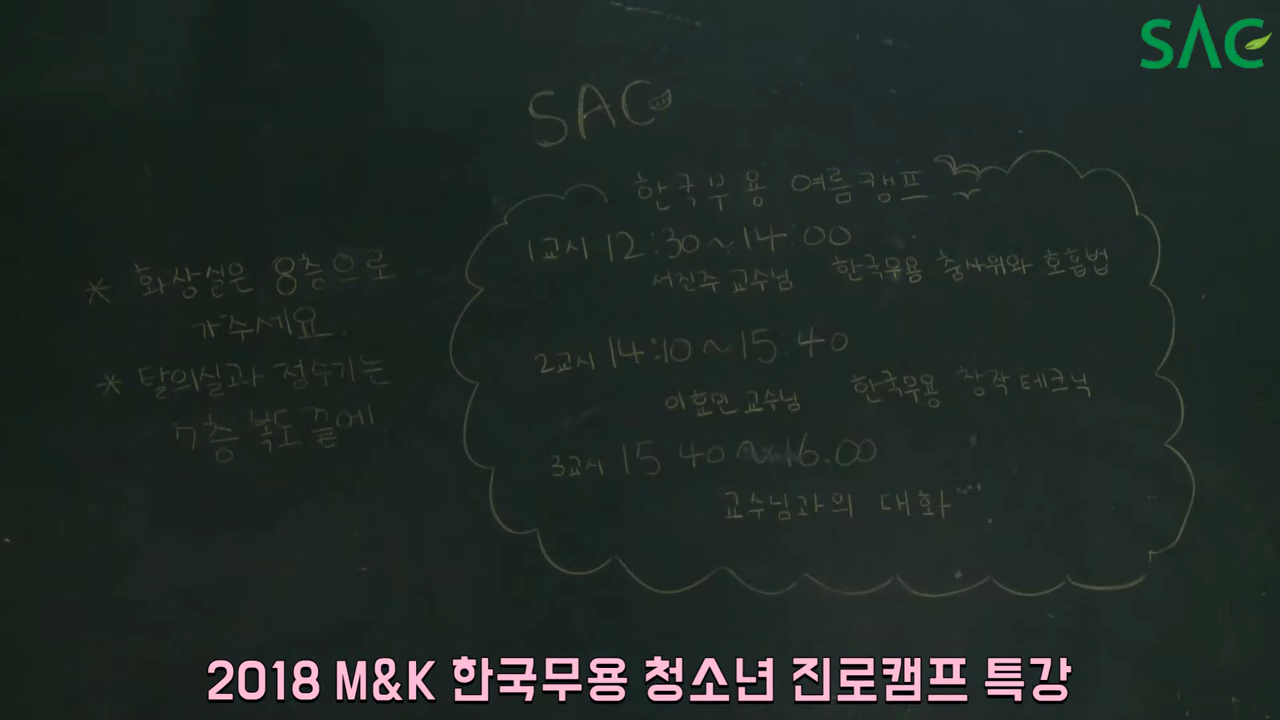 SAC
SAC
한국무용 여름캠프
1교시 12:30~14:00
서진주 교수님 한국무용 춤사위와 호흡법
2교시 14:10~15:40
이효민 교수님 한국무용 창작 테크닉
3교시 15 40~16.00
교수님과의 대화...
* 화장실은 8층으로
가주세요.
* 탈의실과 정수기는
7층 복도 끝에
2018 M&K 한국무용 청소년 진로캠프 특강